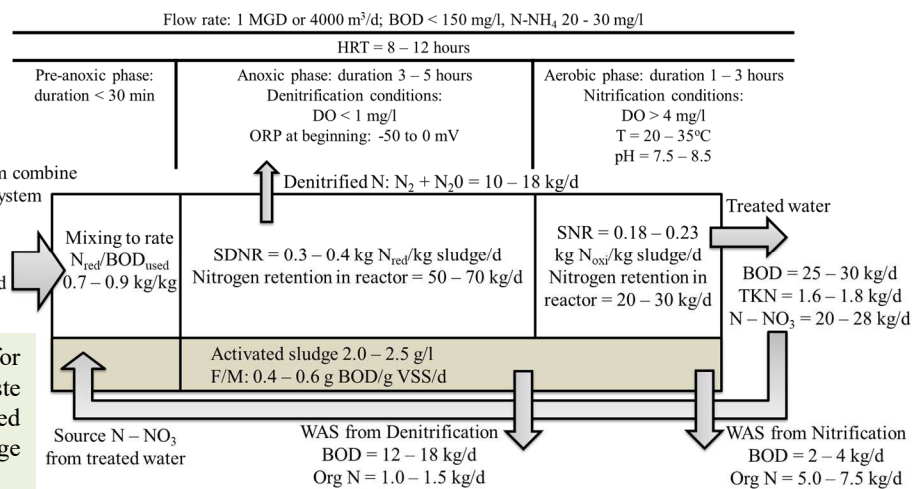 Flow rate: 1 MGD or 4000 m³/d; BOD < 150 mg/l, N-NH₄ 20 - 30 mg/l
HRT = 8 – 12 hours
Pre-anoxic phase:
duration < 30 min
Anoxic phase: duration 3 – 5 hours
Denitrification conditions:
DO < 1 mg/l
ORP at beginning: -50 to 0 mV
Aerobic phase: duration 1 – 3 hours
Nitrification conditions:
DO > 4 mg/l
T = 20 – 35ºC
pH = 7.5 – 8.5
combine
Denitrified N: N₂ + N₂0 = 10 – 18 kg/d
Treated water
Mixing to rate
N_red/BOD_used
0.7 – 0.9 kg/kg
SDNR = 0.3 – 0.4 kg N_red/kg sludge/d
Nitrogen retention in reactor = 50 – 70 kg/d
SNR = 0.18 – 0.23
kg N_oxi/kg sludge/d
Nitrogen retention in
reactor = 20 – 30 kg/d
BOD = 25 – 30 kg/d
TKN = 1.6 – 1.8 kg/d
N – NO₃ = 20 – 28 kg/d
Activated sludge 2.0 – 2.5 g/l
F/M: 0.4 – 0.6 g BOD/g VSS/d
for
Source N – NO₃
from treated water
WAS from Denitrification
BOD = 12 – 18 kg/d
Org N = 1.0 – 1.5 kg/d
WAS from Nitrification
BOD = 2 – 4 kg/d
Org N = 5.0 – 7.5 kg/d